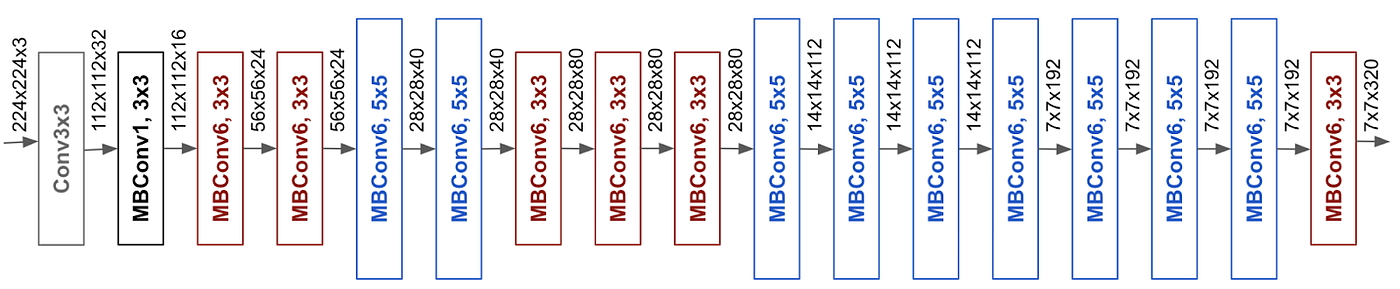 224x224x3
Conv3x3
112x112x32
MBConv1, 3x3
112x112x16
MBConv6, 3x3
56x56x24
MBConv6, 3x3
56x56x24
MBConv6, 5x5
28x28x40
MBConv6, 5x5
28x28x40
MBConv6, 3x3
28x28x80
MBConv6, 3x3
28x28x80
MBConv6, 3x3
28x28x80
MBConv6, 5x5
14x14x112
MBConv6, 5x5
14x14x112
MBConv6, 5x5
14x14x112
MBConv6, 5x5
7x7x192
MBConv6, 5x5
7x7x192
MBConv6, 5x5
7x7x192
MBConv6, 5x5
7x7x192
MBConv6, 3x3
7x7x320